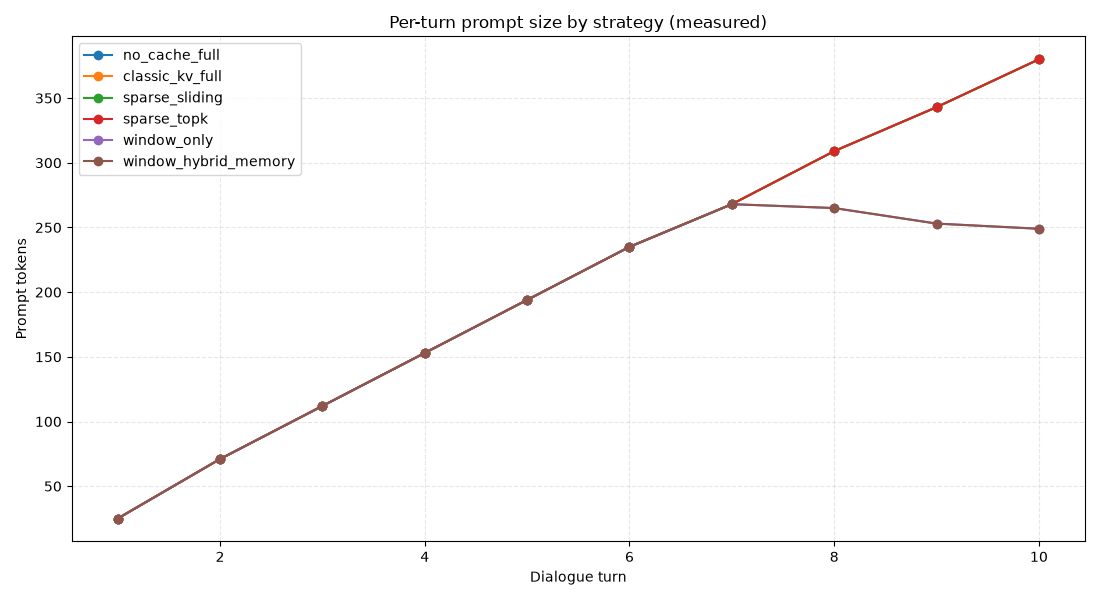 Per-turn prompt size by strategy (measured)
no_cache_full
classic_kv_full
sparse_sliding
sparse_topk
window_only
window_hybrid_memory
Prompt tokens
350
300
250
200
150
100
50
2 4 6 8 10
Dialogue turn